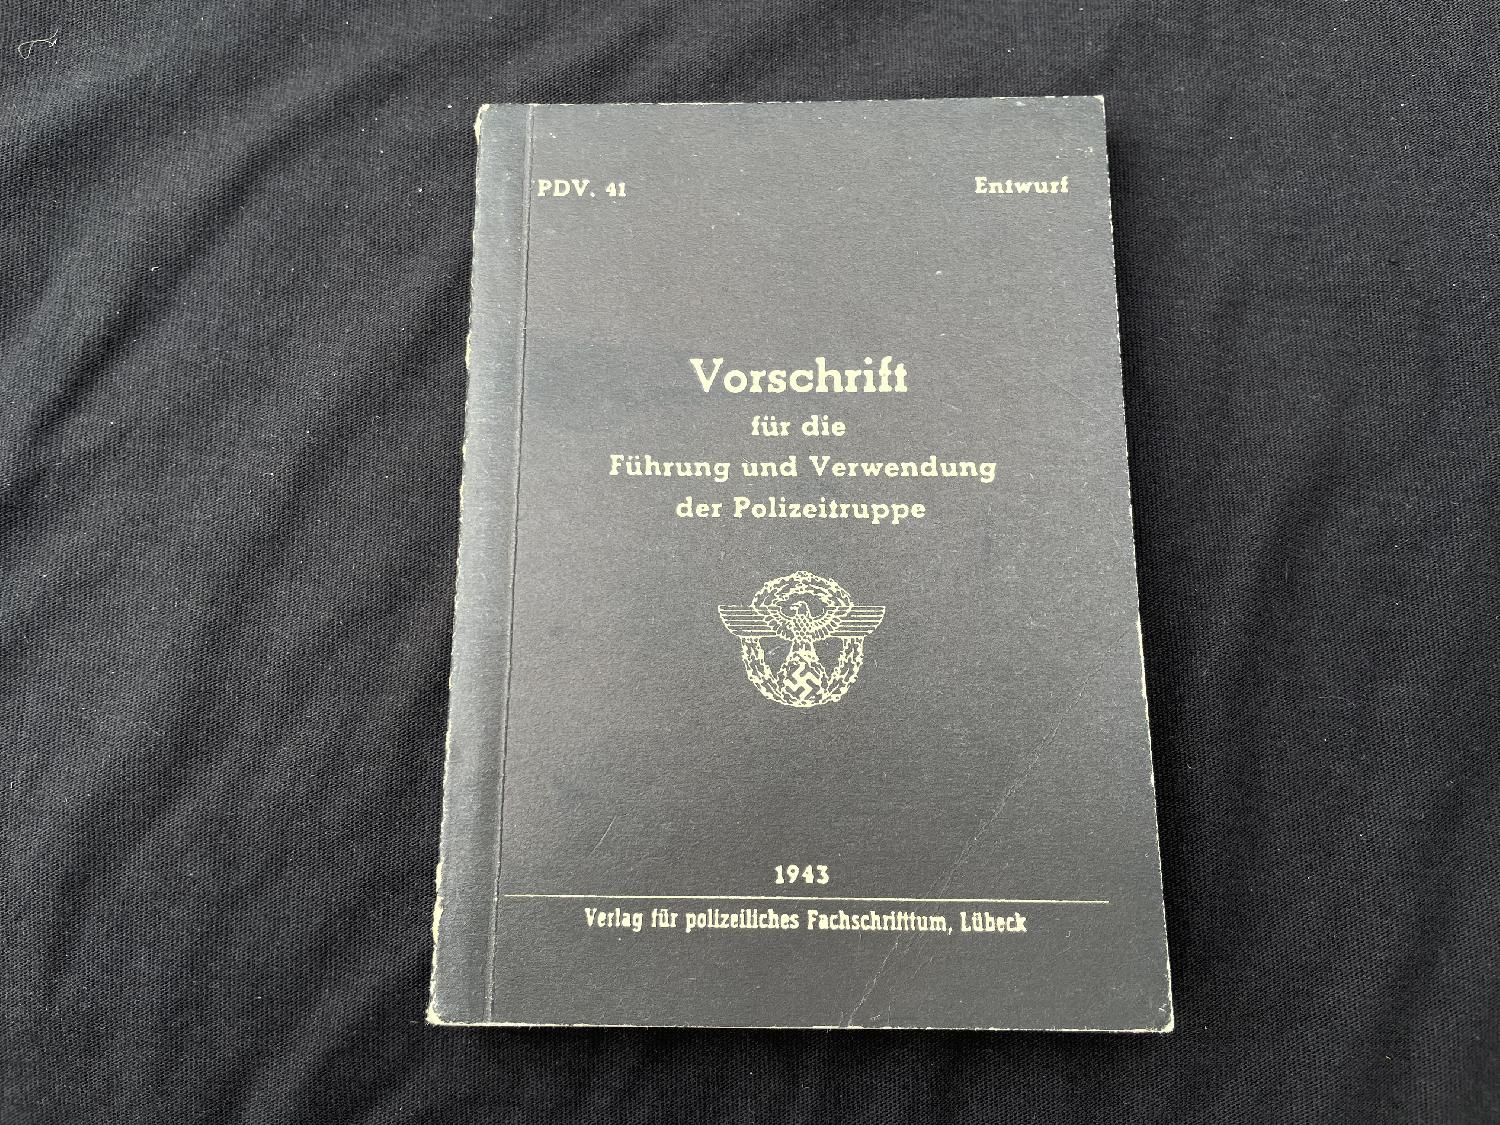 PDV. 41 Entwurf
Vorschrift
für die
Führung und Verwendung
der Polizeitruppe
1943
Verlag für polizeiliches Fachschrifttum, Lübeck